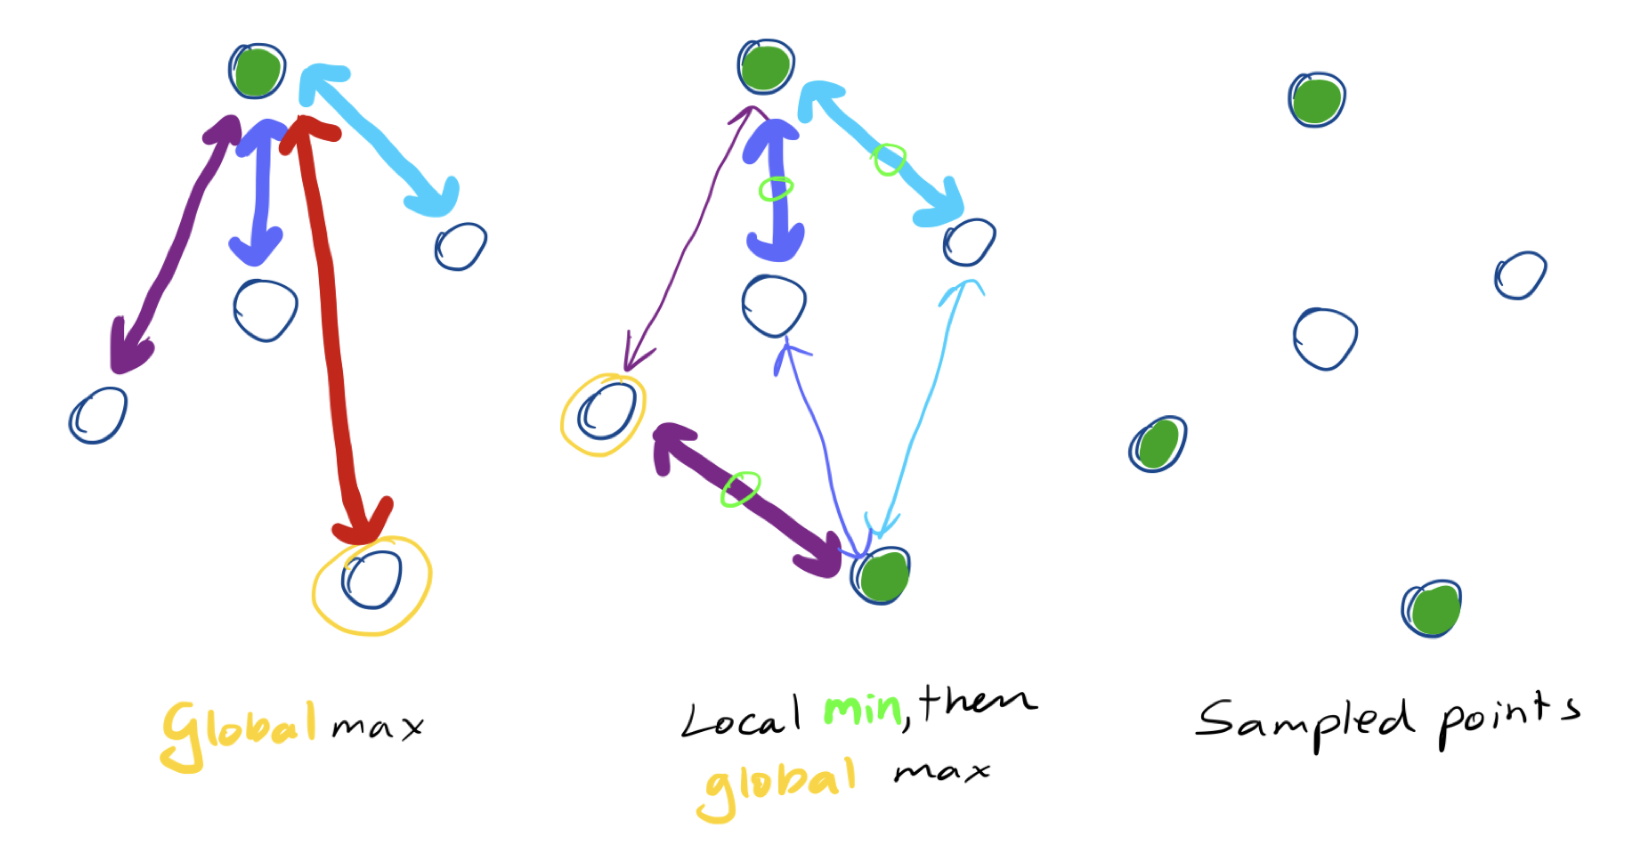 Global max
Local min, then
global max
Sampled points